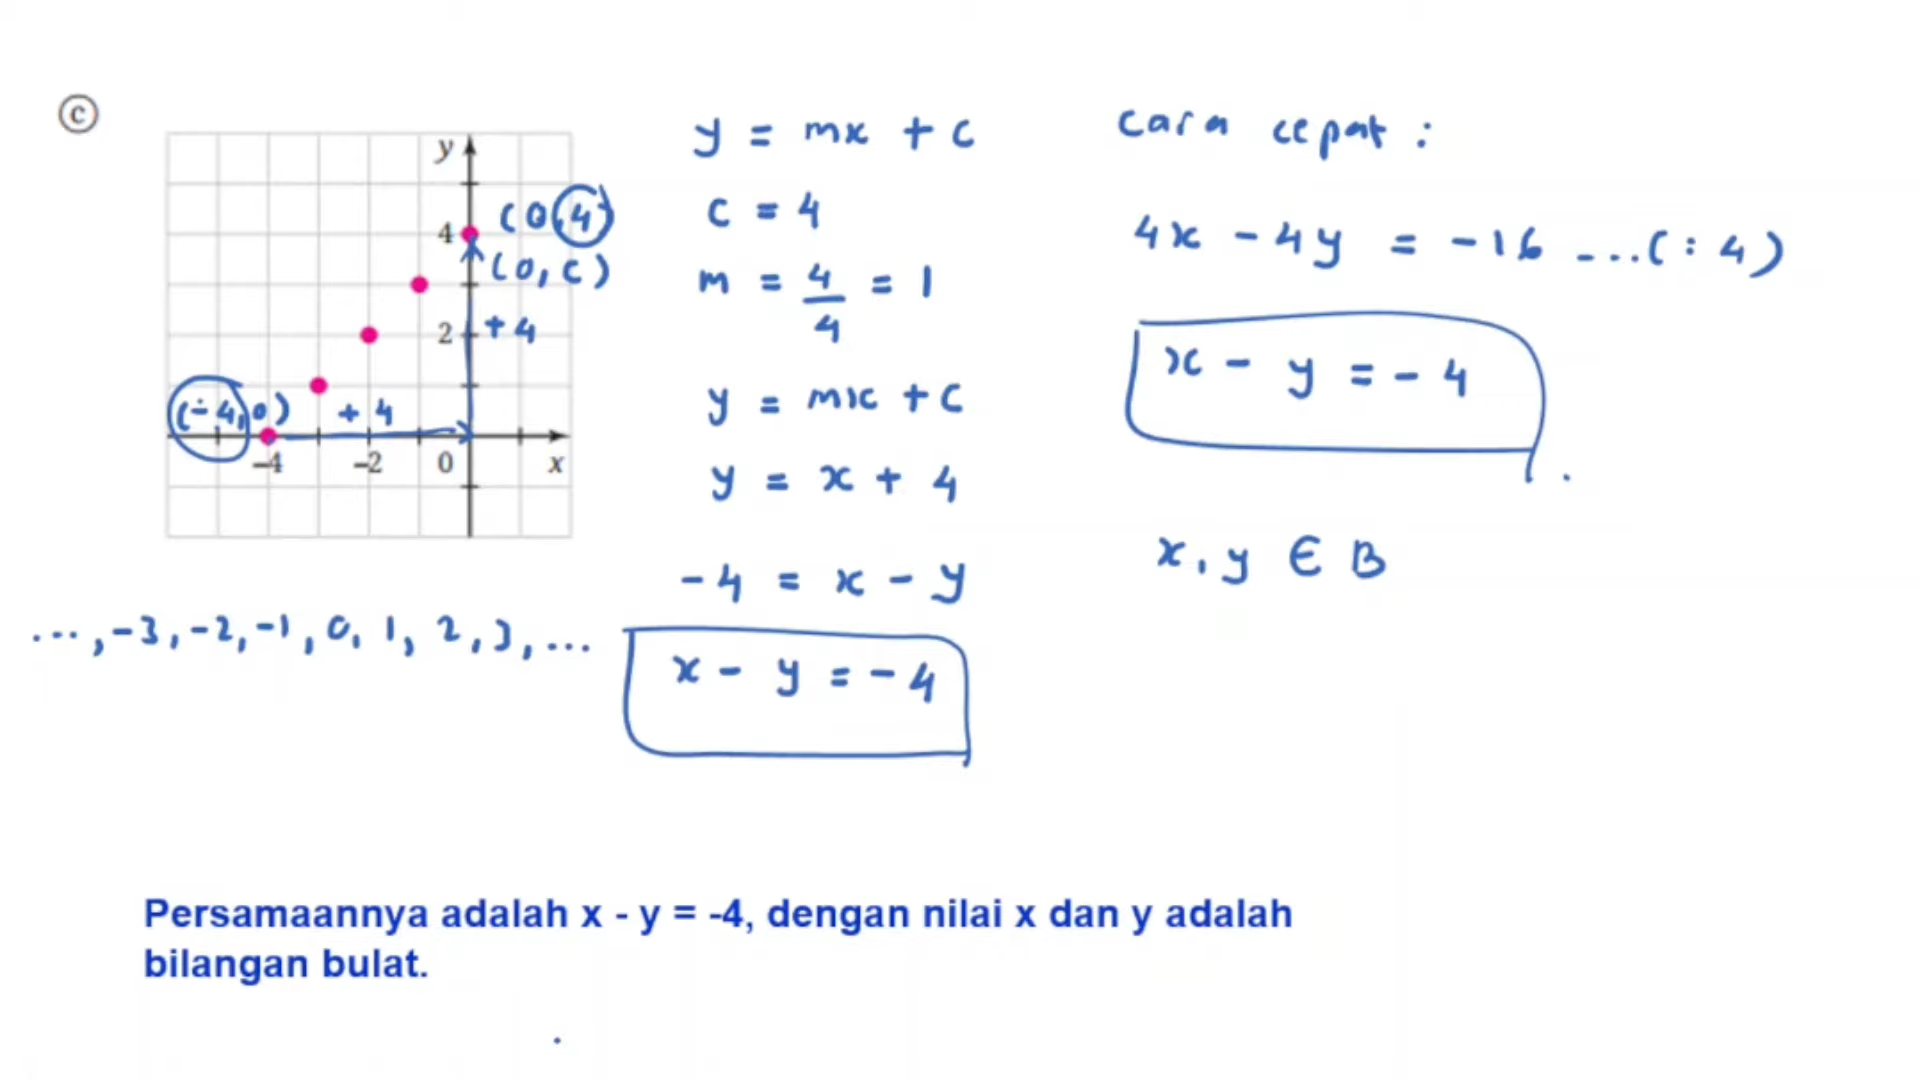 c
y
4
2
-4
-2
0
x
(0,4)
(0,c)
+4
(-4,0)
+4
..., -3, -2, -1, 0, 1, 2, 3, ...
y = mx + c
c = 4
m = 4/4 = 1
y = mx + c
y = x + 4
-4 = x - y
x - y = -4
cara cepat :
4x - 4y = -16 ...(: 4)
x - y = -4
x, y ∈ B
Persamaannya adalah x - y = -4, dengan nilai x dan y adalah
bilangan bulat.